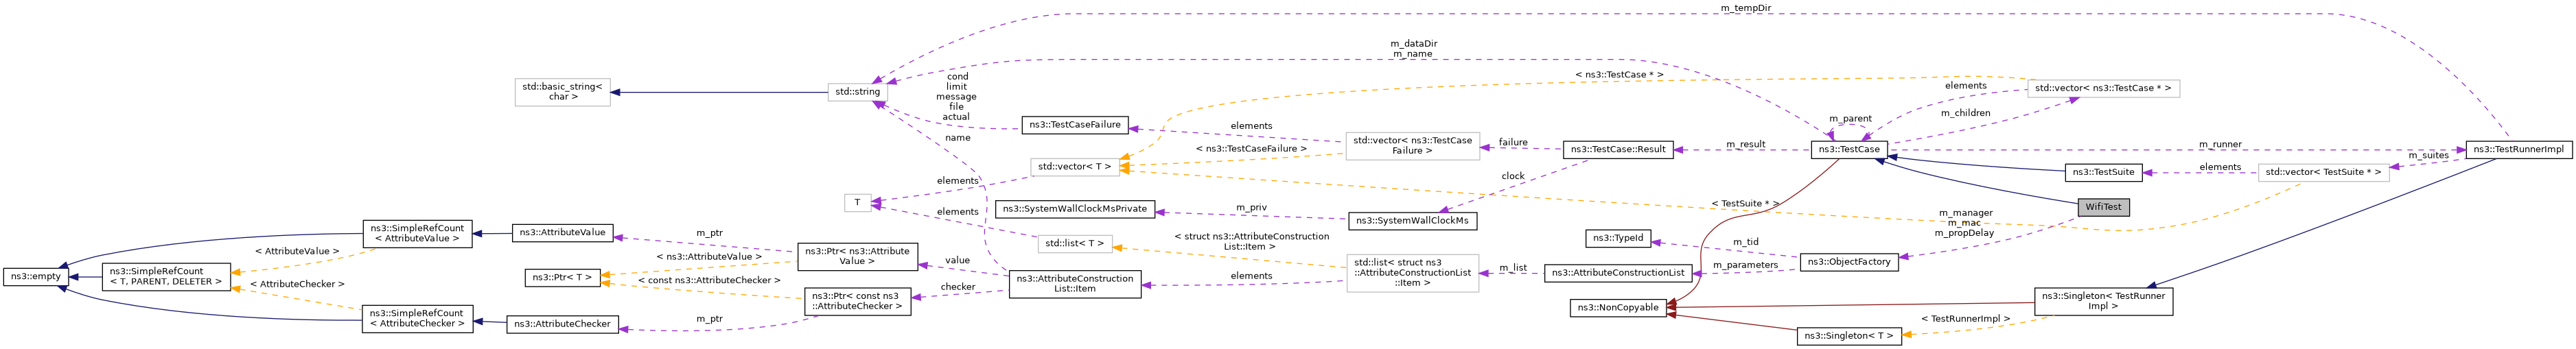 m_tempDir
m_dataDir
m_name
std::basic_string<
char >
std::string
cond
limit
message
file
actual
name
ns3::TestCaseFailure
elements
< ns3::TestCase * >
std::vector< ns3::TestCase * >
elements
m_children
m_parent
std::vector< T >
< ns3::TestCaseFailure >
std::vector< ns3::TestCase
Failure >
failure
ns3::TestCase::Result
m_result
ns3::TestCase
m_runner
ns3::TestRunnerImpl
m_suites
ns3::TestSuite
elements
std::vector< TestSuite * >
clock
elements
T
elements
ns3::SystemWallClockMsPrivate
m_priv
ns3::SystemWallClockMs
< TestSuite * >
WifiTest
m_manager
m_mac
m_propDelay
ns3::TypeId
m_tid
ns3::ObjectFactory
m_parameters
ns3::AttributeConstructionList
m_list
std::list< struct ns3
::AttributeConstructionList
::Item >
< struct ns3::AttributeConstruction
List::Item >
std::list< T >
elements
ns3::AttributeConstruction
List::Item
value
checker
ns3::Ptr< ns3::Attribute
Value >
ns3::Ptr< const ns3
::AttributeChecker >
m_ptr
< ns3::AttributeValue >
ns3::Ptr< T >
< const ns3::AttributeChecker >
m_ptr
ns3::AttributeValue
ns3::AttributeChecker
ns3::SimpleRefCount
< AttributeValue >
< AttributeValue >
ns3::empty
ns3::SimpleRefCount
< T, PARENT, DELETER >
< AttributeChecker >
ns3::SimpleRefCount
< AttributeChecker >
ns3::NonCopyable
ns3::Singleton< TestRunner
Impl >
< TestRunnerImpl >
ns3::Singleton< T >